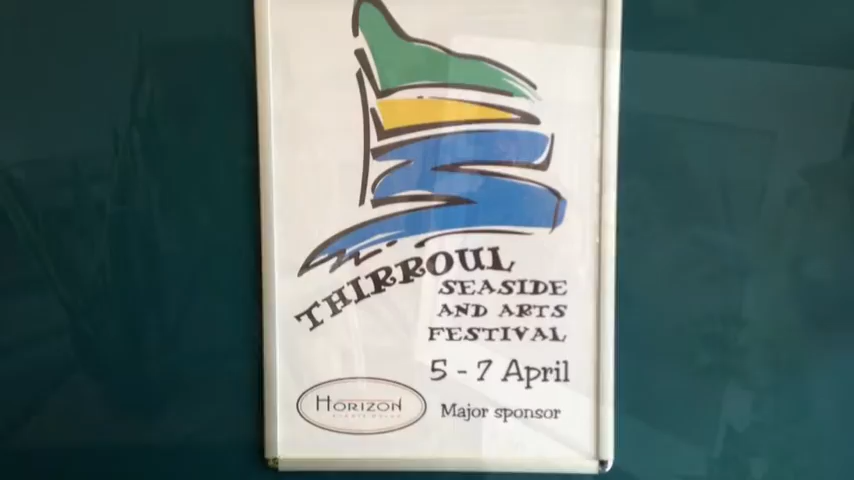 THIRROUL
SEASIDE
AND ARTS
FESTIVAL
5 - 7 April
HORIZON
Major sponsor